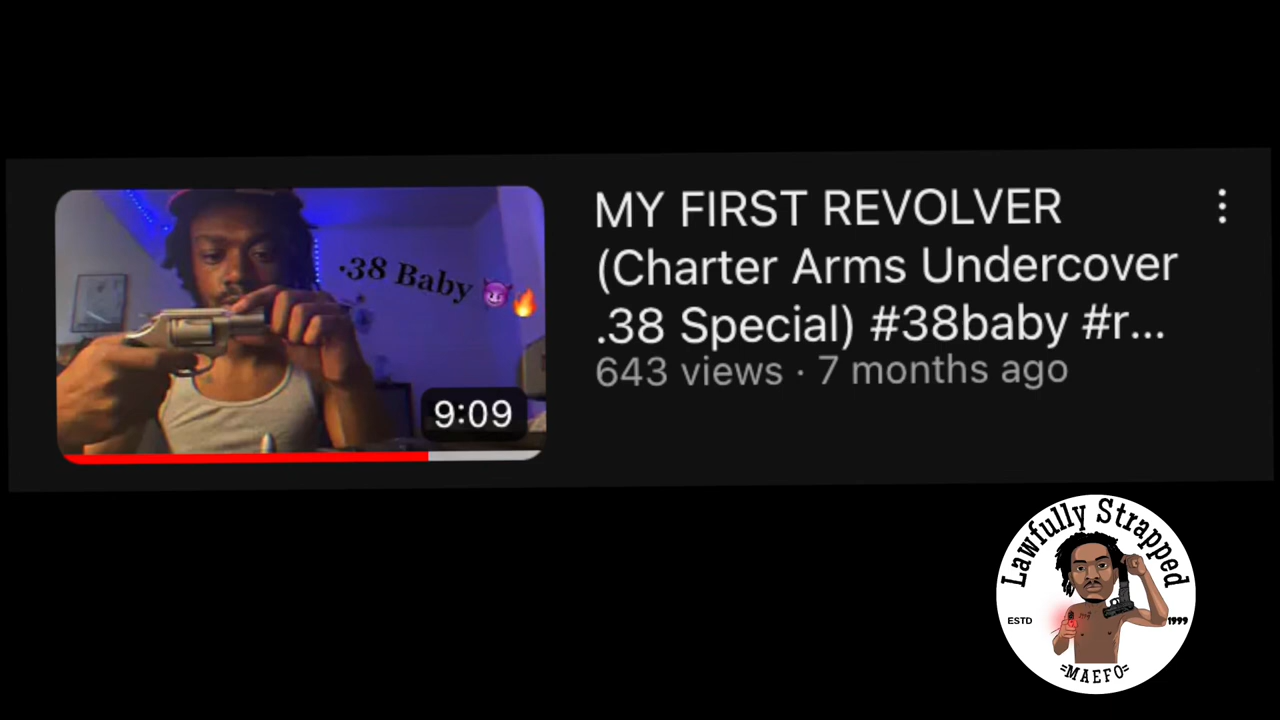 .38 Baby 😈🔥
9:09
MY FIRST REVOLVER
(Charter Arms Undercover
.38 Special) #38baby #r...
643 views · 7 months ago
Lawfully Strapped
ESTD
1999
=MAEFO=